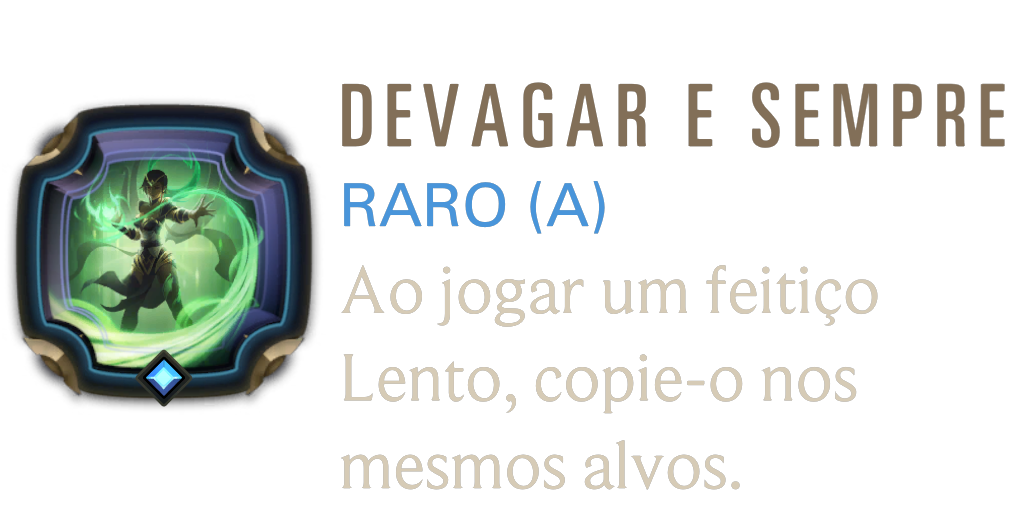 DEVAGAR E SEMPRE
RARO (A)
Ao jogar um feitiço
Lento, copie-o nos
mesmos alvos.